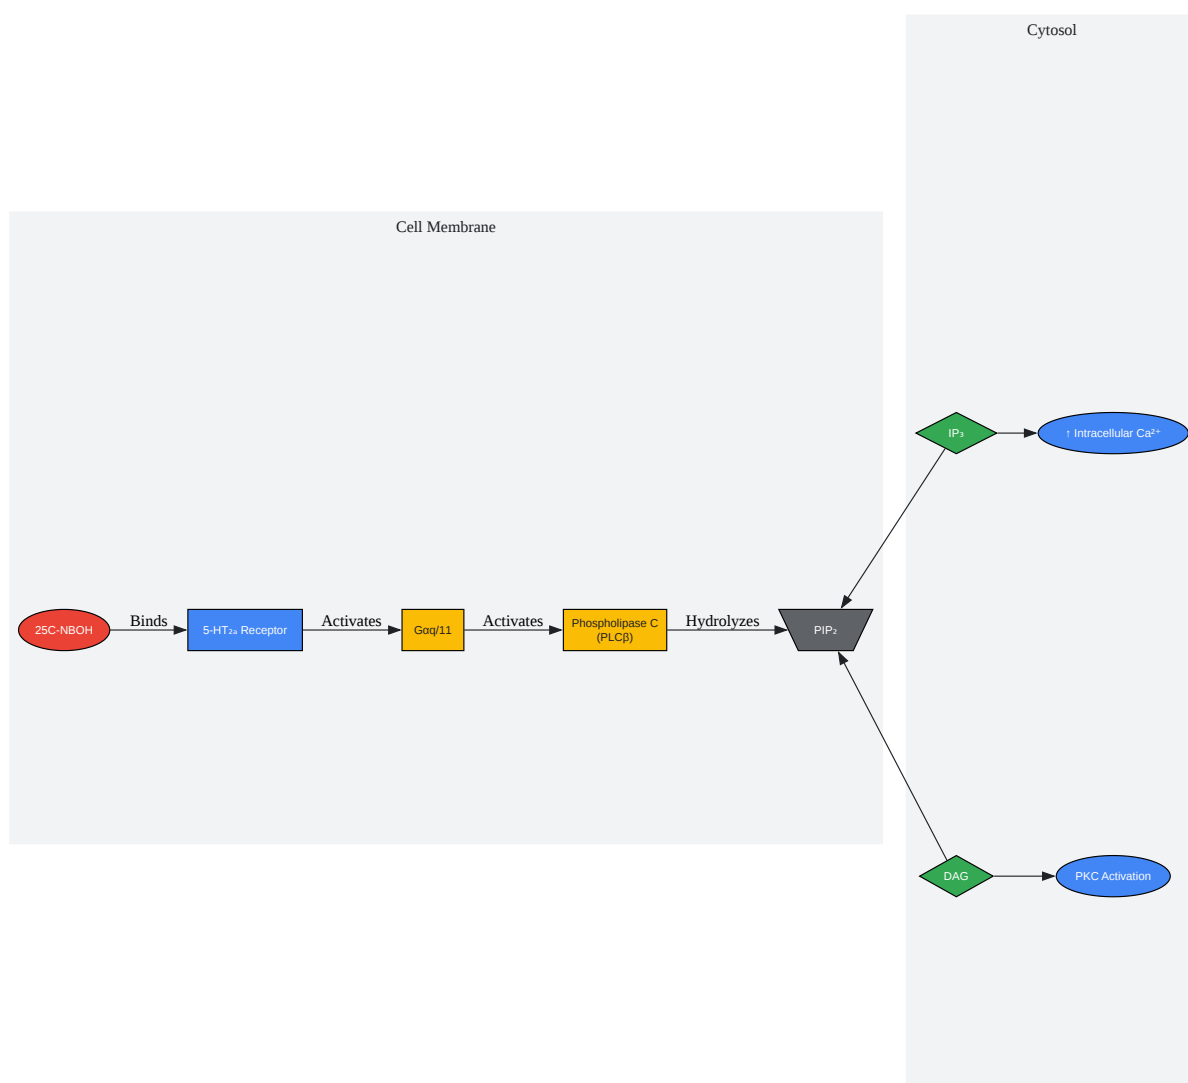 Cytosol
Cell Membrane
IP₃
↑ Intracellular Ca²⁺
25C-NBOH
Binds
5-HT₂ₐ Receptor
Activates
Gαq/11
Activates
Phospholipase C
(PLCβ)
Hydrolyzes
PIP₂
DAG
PKC Activation